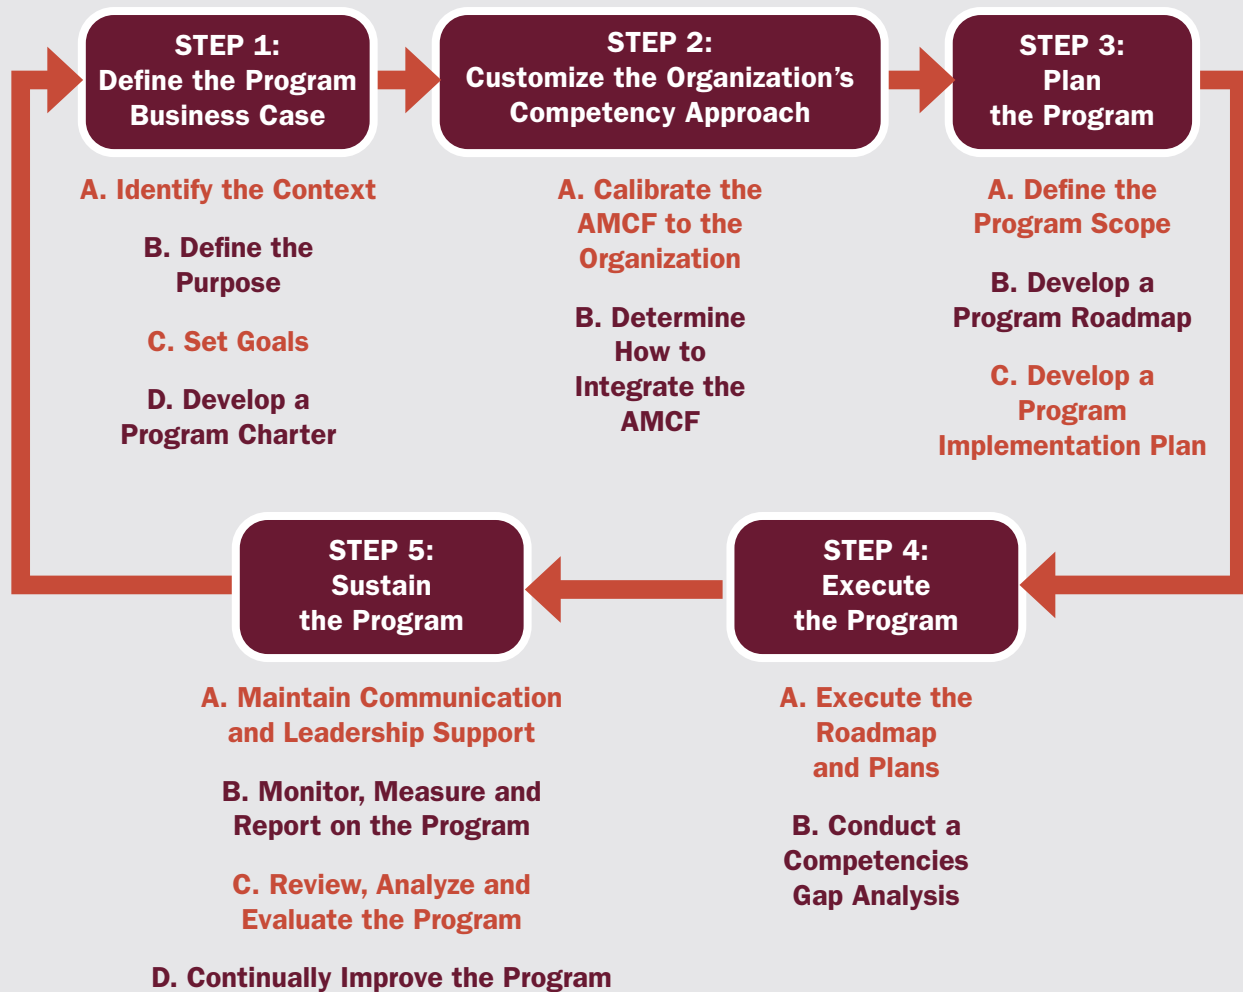 STEP 1:
Define the Program
Business Case
A. Identify the Context
B. Define the
Purpose
C. Set Goals
D. Develop a
Program Charter
STEP 2:
Customize the Organization’s
Competency Approach
A. Calibrate the
AMCF to the
Organization
B. Determine
How to
Integrate the
AMCF
STEP 3:
Plan
the Program
A. Define the
Program Scope
B. Develop a
Program Roadmap
C. Develop a
Program
Implementation Plan
STEP 4:
Execute
the Program
A. Execute the
Roadmap
and Plans
B. Conduct a
Competencies
Gap Analysis
STEP 5:
Sustain
the Program
A. Maintain Communication
and Leadership Support
B. Monitor, Measure and
Report on the Program
C. Review, Analyze and
Evaluate the Program
D. Continually Improve the Program